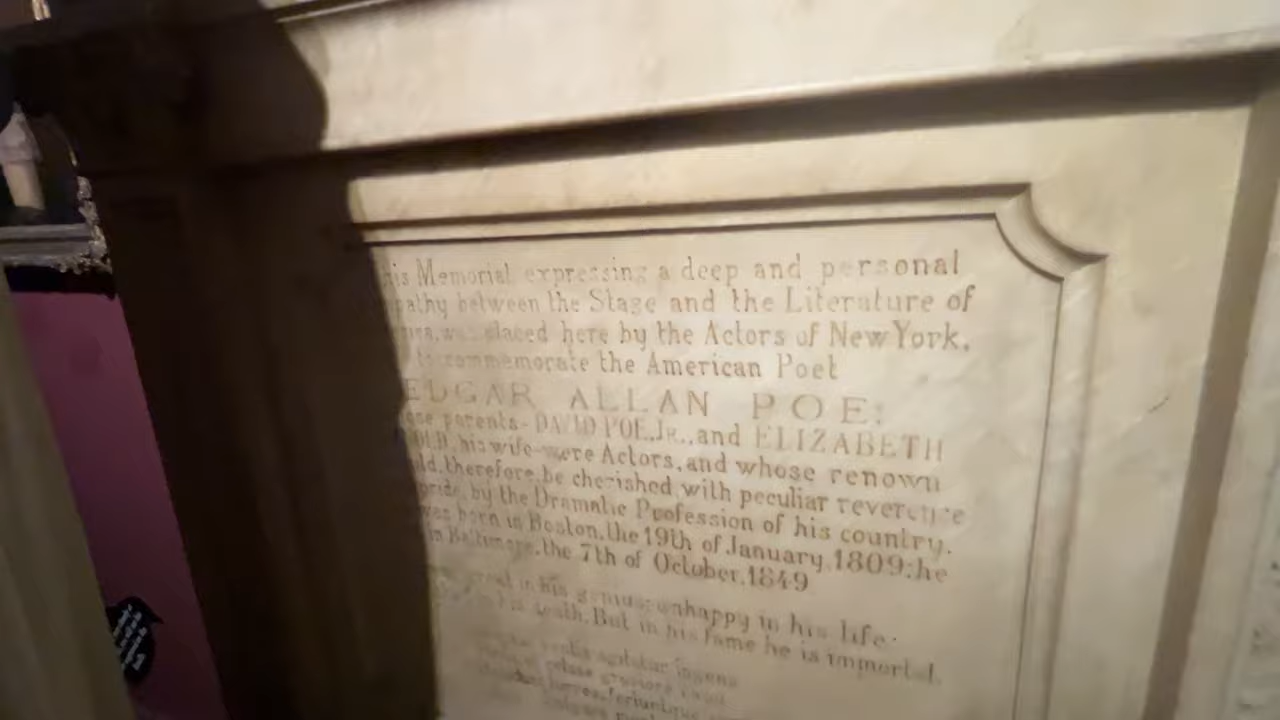 his Memorial expressing a deep and personal
pathy between the Stage and the Literature of
placed here by the Actors of New York,
to commemorate the American Poet
EDGAR ALLAN POE:
ose parents-DAVID POE, Jr., and ELIZABETH
OLD, his wife-were Actors, and whose renown
uld, therefore, be cherished, with peculiar reverence
pride, by the Dramatic Profession of his country.
was born in Boston, the 19th of January, 1809: he
in Baltimore, the 7th of October, 1849
in his genius: unhappy in his life:
in his death. But in his fame he is immortal.